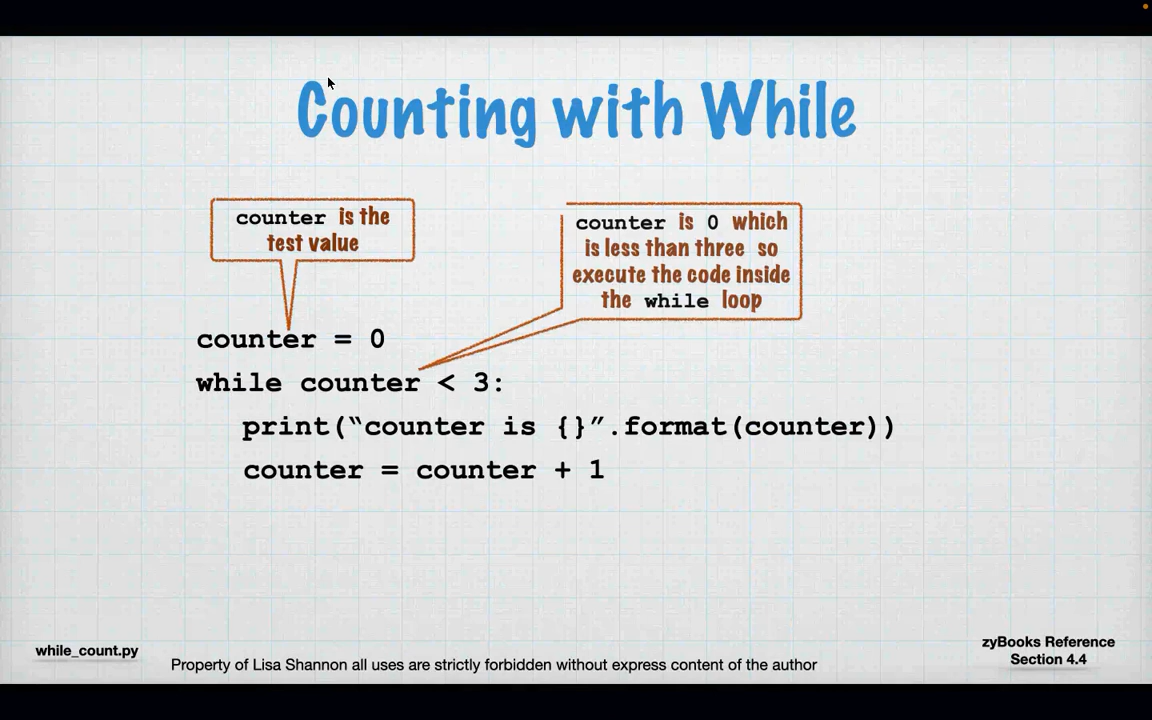 Counting with While
counter is the
test value
counter is 0 which
is less than three so
execute the code inside
the while loop
counter = 0
while counter < 3:
print(“counter is {}”.format(counter))
counter = counter + 1
while_count.py
Property of Lisa Shannon all uses are strictly forbidden without express content of the author
zyBooks Reference
Section 4.4